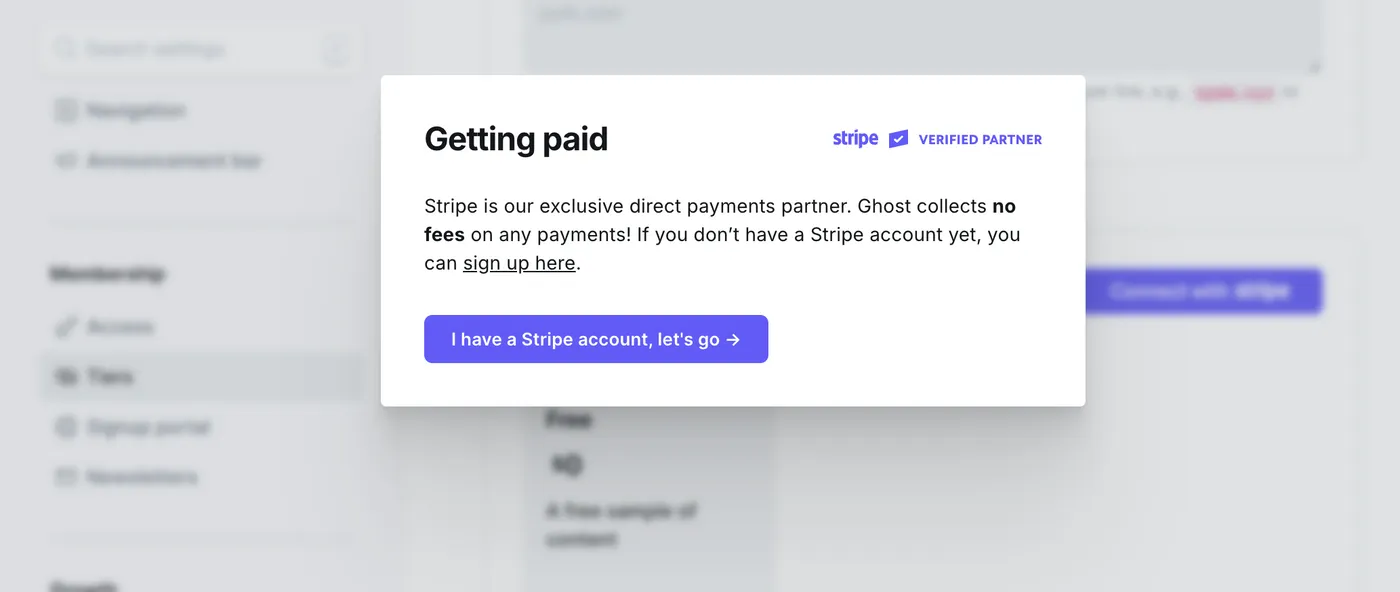 Search settings
Navigation
Announcement bar
Membership
Access
Tiers
Signup portal
Newsletters
Growth
Getting paid
stripe VERIFIED PARTNER
Stripe is our exclusive direct payments partner. Ghost collects no
fees on any payments! If you don’t have a Stripe account yet, you
can sign up here.
I have a Stripe account, let's go →
Connect with stripe
Free
$0
A free sample of
content